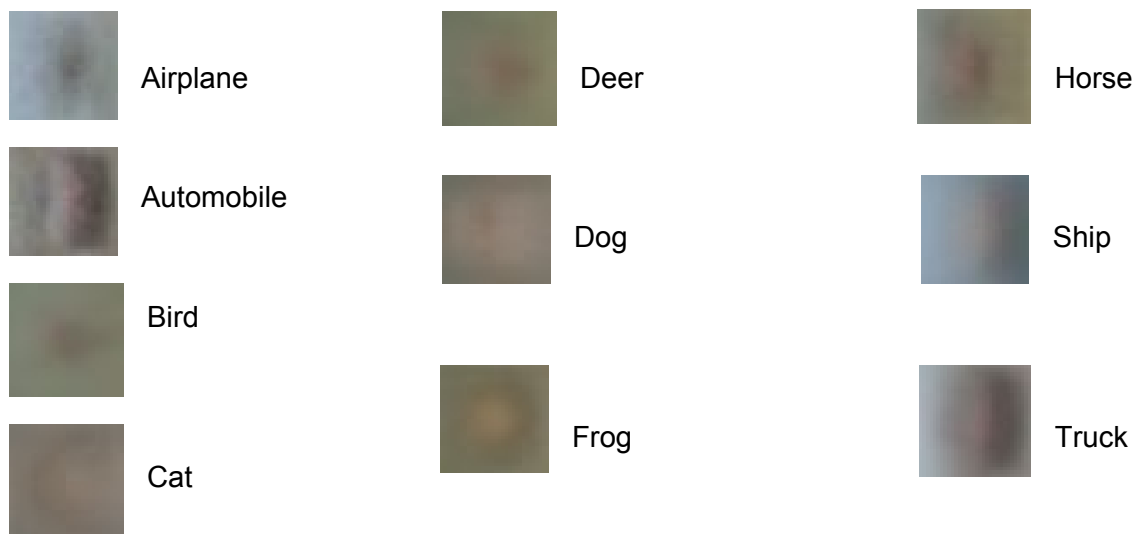 Airplane
Automobile
Bird
Cat
Deer
Dog
Frog
Horse
Ship
Truck